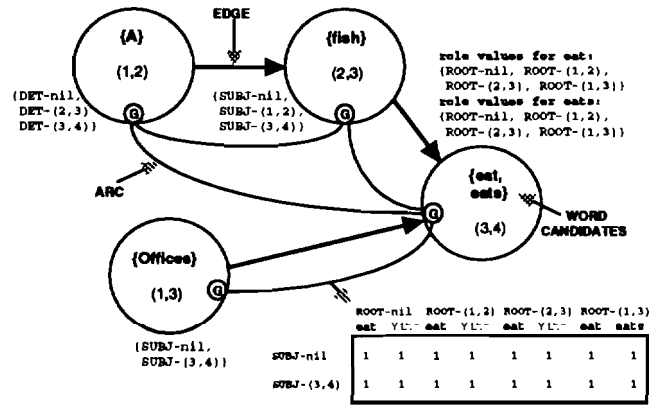 EDGE
{A}
(1,2)
{fish}
(2,3)
role values for eat:
{ROOT-nil, ROOT-(1,2),
ROOT-(2,3), ROOT-(1,3)}
role values for eats:
{ROOT-nil, ROOT-(1,2),
ROOT-(2,3), ROOT-(1,3)}
{DET-nil,
DET-(2,3)
DET-(3,4)}
G
{SUBJ-nil,
SUBJ-(1,2),
SUBJ-(3,4)}
G
ARC
{eat,
eats}
(3,4)
G
WORD
CANDIDATES
{Offices}
(1,3)
G
{SUBJ-nil,
SUBJ-(3,4)}
ROOT-nil ROOT-(1,2) ROOT-(2,3) ROOT-(1,3)
eat eat eat eat eats
SUBJ-nil 1 1 1 1 1 1 1 1
SUBJ-(3,4) 1 1 1 1 1 1 1 1